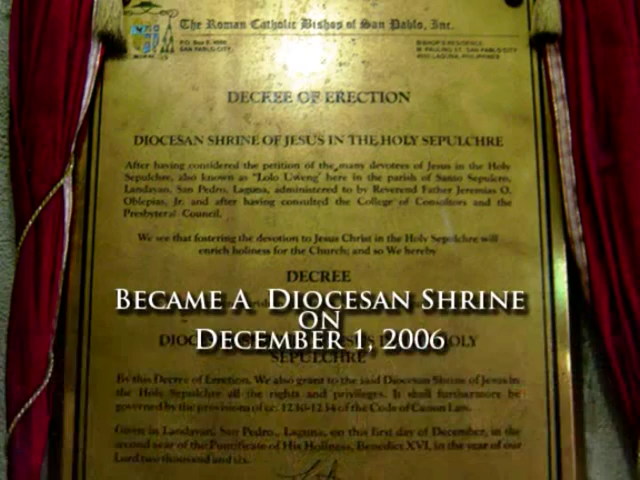 The Roman Catholic Bishop of San Pablo, Inc.
SAN PABLO CITY
DECREE OF ERECTION
DIOCESAN SHRINE OF JESUS IN THE HOLY SEPULCHRE
After having considered the petition of the many devotees of Jesus in the Holy
Sepulchre, also known as "Lolo Uweng' here in the parish of Santo Sepulcro,
Landayan, San Pedro, Laguna, administered to by Reverend Father Jeremias O.
Oblepias, Jr. and after having consulted the College of Consultors and the
Presbyteral Council.
We see that fostering the devotion to Jesus Christ in the Holy Sepulchre will
enrich holiness for the Church; and so We hereby
DECREE
BECAME A DIOCESAN SHRINE
ON
DECEMBER 1, 2006
SEPULCHRE
By this Decree of Erection, We also grant to the said Diocesan Shrine of Jesus in
the Holy Sepulchre all the rights and privileges. It shall furthermore be
governed by the provisions of cc. 1230-1234 of the Code of Canon Law.
Given in Landayan, San Pedro, Laguna, on this first day of December, in the
second year of the Pontificate of His Holiness, Benedict XVI, in the year of our
Lord two thousand and six.